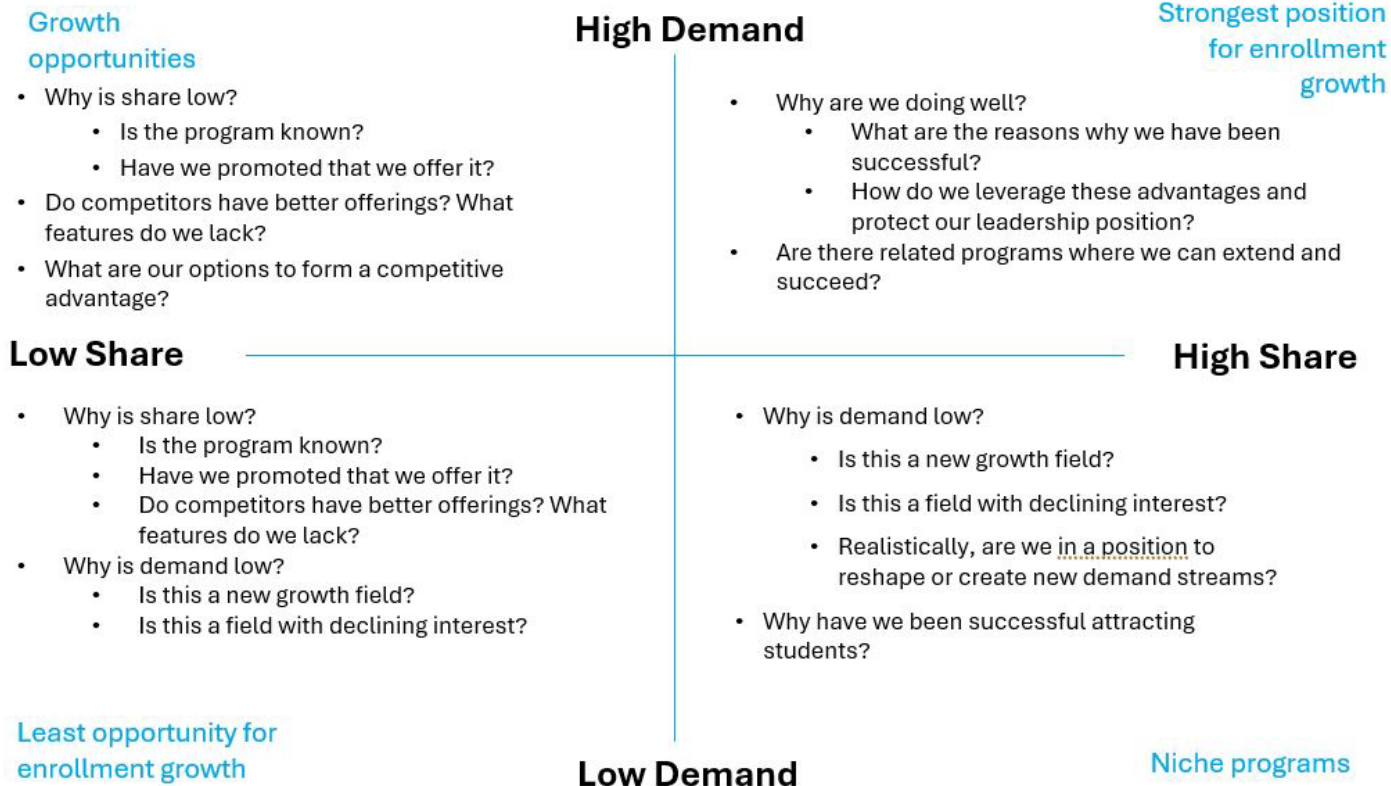 Growth
opportunities
High Demand
Strongest position
for enrollment
growth
• Why is share low?
• Is the program known?
• Have we promoted that we offer it?
• Do competitors have better offerings? What
features do we lack?
• What are our options to form a competitive
advantage?
• Why are we doing well?
• What are the reasons why we have been
successful?
• How do we leverage these advantages and
protect our leadership position?
• Are there related programs where we can extend and
succeed?
Low Share
High Share
• Why is share low?
• Is the program known?
• Have we promoted that we offer it?
• Do competitors have better offerings? What
features do we lack?
• Why is demand low?
• Is this a new growth field?
• Is this a field with declining interest?
• Why is demand low?
• Is this a new growth field?
• Is this a field with declining interest?
• Realistically, are we in a position to
reshape or create new demand streams?
• Why have we been successful attracting
students?
Least opportunity for
enrollment growth
Low Demand
Niche programs